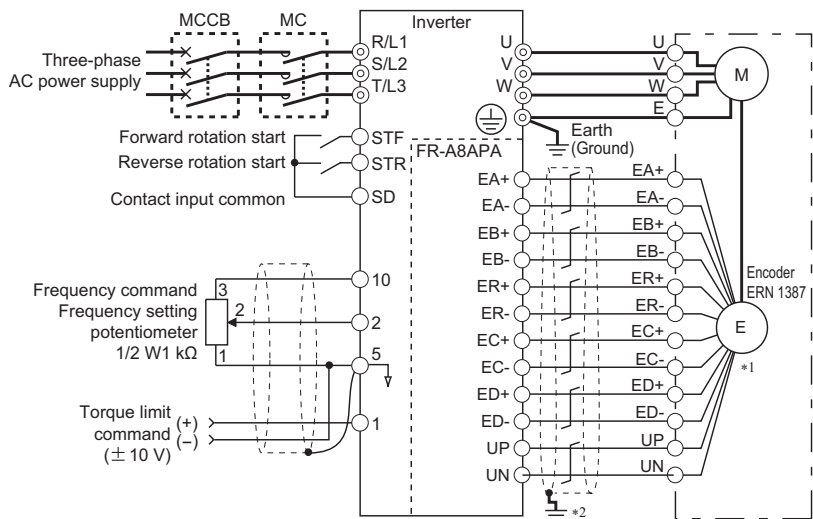 MCCB MC Inverter
Three-phase
AC power supply
R/L1
S/L2
T/L3
U
V
W
U
V
W
E
M
Earth
(Ground)
Forward rotation start
Reverse rotation start
Contact input common
STF
STR
SD
FR-A8APA
EA+ EA+
EA- EA-
EB+ EB+
EB- EB-
ER+ ER+
ER- ER-
EC+ EC+
EC- EC-
ED+ ED+
ED- ED-
UP UP
UN UN
Encoder
ERN 1387
E
*1
*2
Frequency command
Frequency setting
potentiometer
1/2 W1 kΩ
3
2
1
10
2
5
Torque limit
command
(± 10 V)
(+)
(−)
1